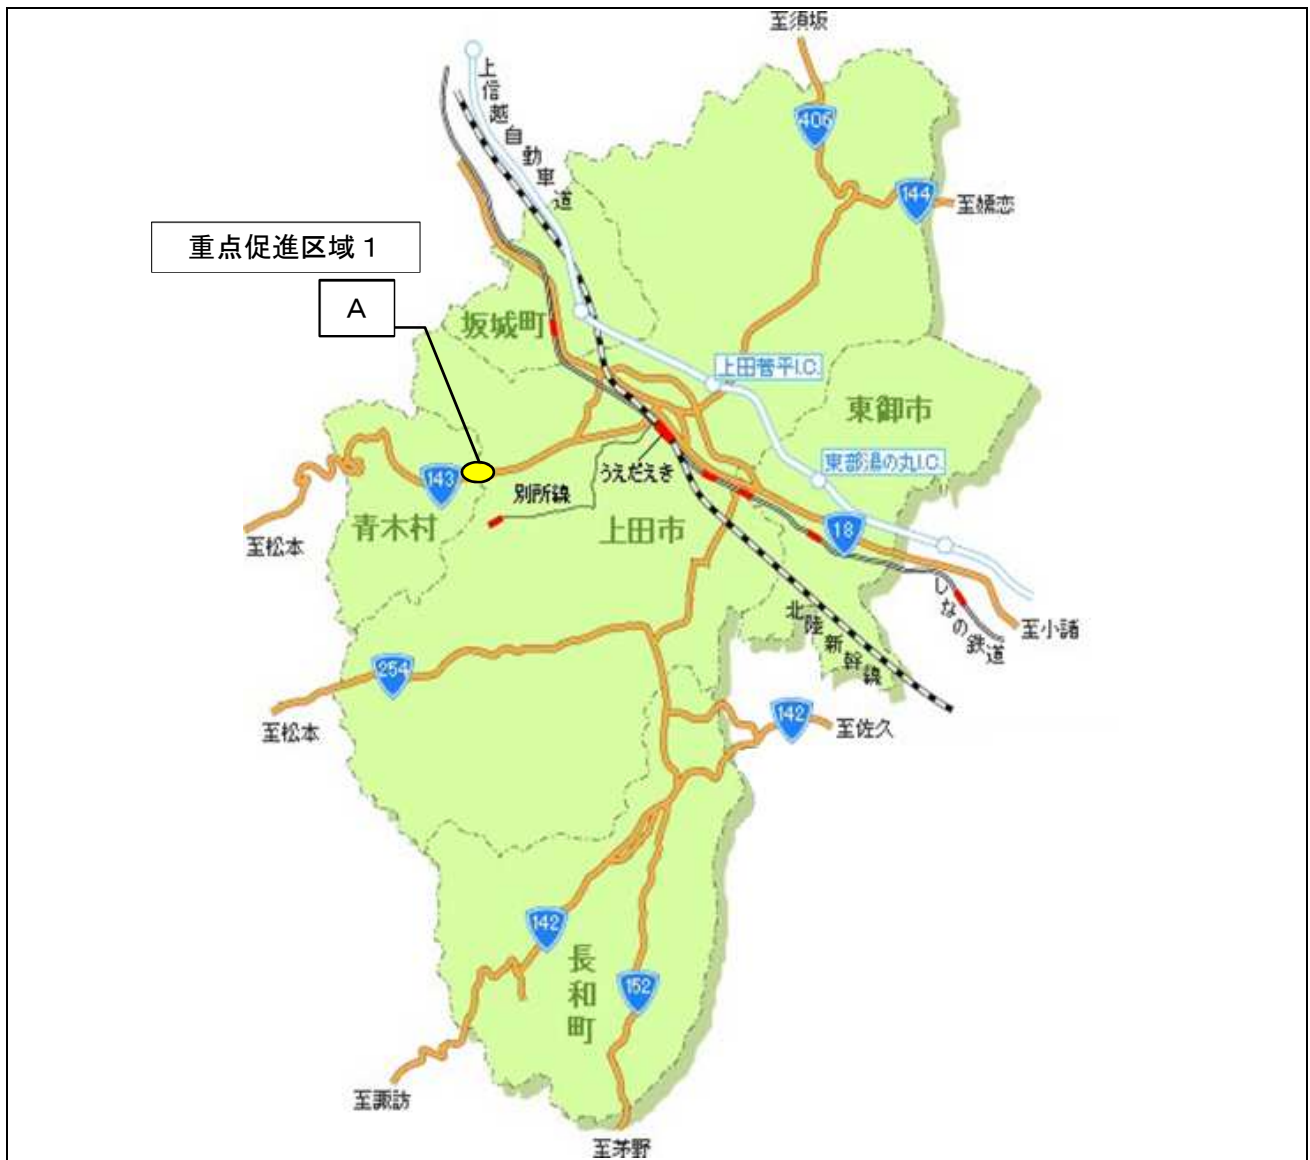 至須坂
上信越自動車道
406
144
至嬬恋
重点促進区域1
A
坂城町
上田菅平I.C.
東御市
東部湯の丸I.C.
うえだえき
143
別所線
青木村
上田市
18
至松本
北陸新幹線
しなの鉄道
至小諸
254
至松本
142
至佐久
142
長和町
152
至諏訪
至茅野